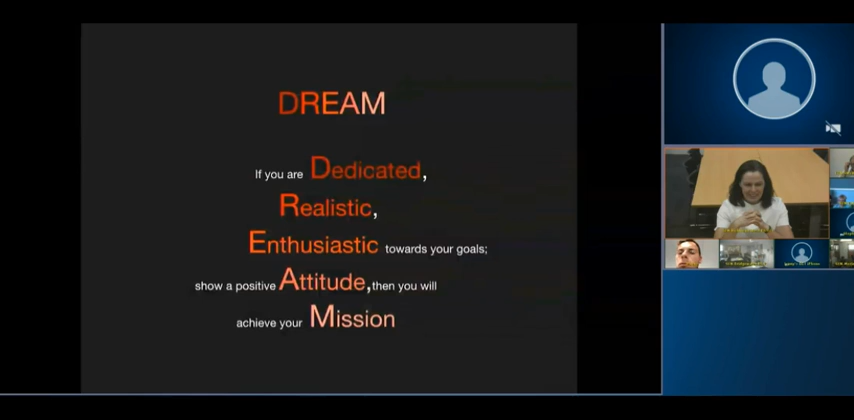 DREAM
If you are Dedicated,
Realistic,
Enthusiastic towards your goals;
show a positive Attitude,then you will
achieve your Mission